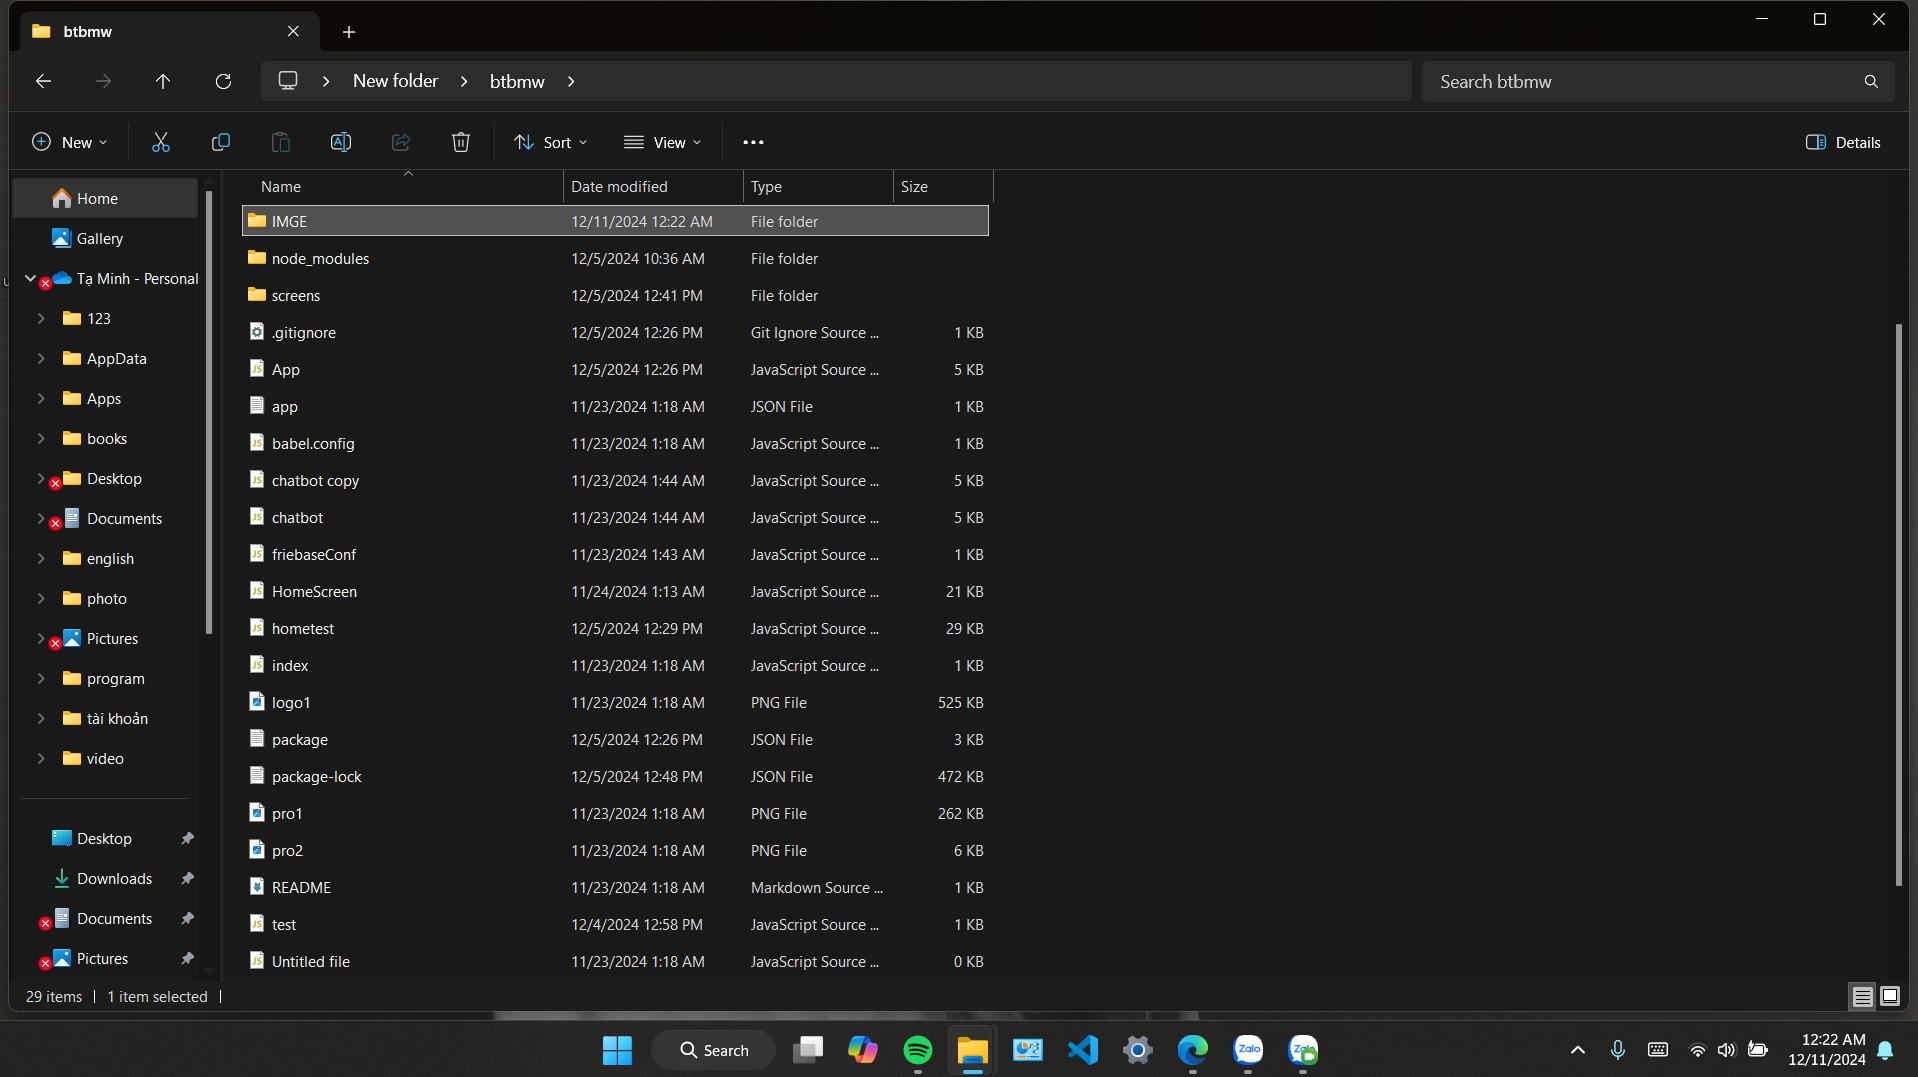 btbmw
New folder
btbmw
Search btbmw
New
Sort
View
Details
Name
Date modified
Type
Size
Home
Gallery
Tạ Minh - Personal
123
AppData
Apps
books
Desktop
Documents
english
photo
Pictures
program
tài khoản
video
Desktop
Downloads
Documents
Pictures
IMGE 12/11/2024 12:22 AM File folder
node_modules 12/5/2024 10:36 AM File folder
screens 12/5/2024 12:41 PM File folder
.gitignore 12/5/2024 12:26 PM Git Ignore Source ... 1 KB
App 12/5/2024 12:26 PM JavaScript Source ... 5 KB
app 11/23/2024 1:18 AM JSON File 1 KB
babel.config 11/23/2024 1:18 AM JavaScript Source ... 1 KB
chatbot copy 11/23/2024 1:44 AM JavaScript Source ... 5 KB
chatbot 11/23/2024 1:44 AM JavaScript Source ... 5 KB
friebaseConf 11/23/2024 1:43 AM JavaScript Source ... 1 KB
HomeScreen 11/24/2024 1:13 AM JavaScript Source ... 21 KB
hometest 12/5/2024 12:29 PM JavaScript Source ... 29 KB
index 11/23/2024 1:18 AM JavaScript Source ... 1 KB
logo1 11/23/2024 1:18 AM PNG File 525 KB
package 12/5/2024 12:26 PM JSON File 3 KB
package-lock 12/5/2024 12:48 PM JSON File 472 KB
pro1 11/23/2024 1:18 AM PNG File 262 KB
pro2 11/23/2024 1:18 AM PNG File 6 KB
README 11/23/2024 1:18 AM Markdown Source ... 1 KB
test 12/4/2024 12:58 PM JavaScript Source ... 1 KB
Untitled file 11/23/2024 1:18 AM JavaScript Source ... 0 KB
29 items
1 item selected
Search
Zalo
12:22 AM
12/11/2024